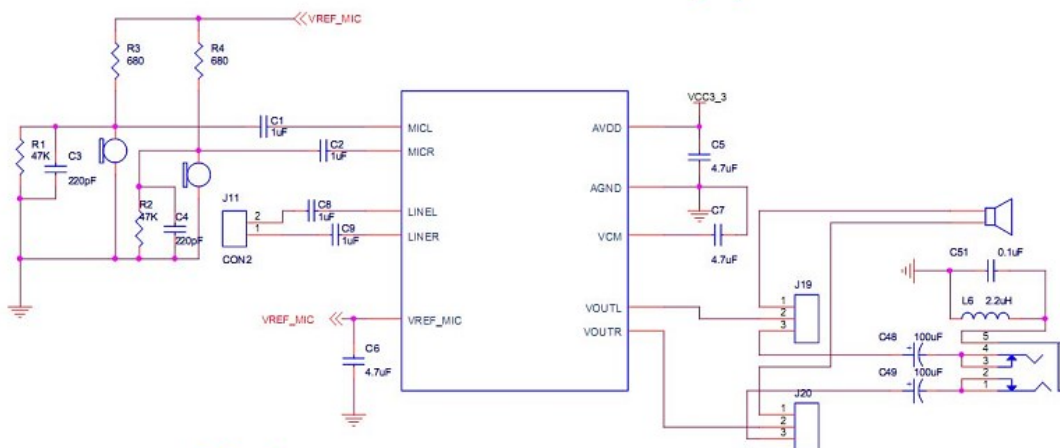 VREF_MIC
R3
680
R4
680
VCC3_3
C1
1uF
MICL
AVDD
R1
47K
C3
220pF
C2
1uF
MICR
C5
4.7uF
J11
AGND
R2
47K
C4
220pF
2
1
C8
1uF
LINEL
C7
C9
1uF
LINER
VCM
4.7uF
CON2
C51
0.1uF
J19
L6
2.2uH
VREF_MIC
VREF_MIC
VOUTL
1
2
3
VOUTR
C6
4.7uF
C48
100uF
5
4
3
C49
100uF
2
1
J20
1
2
3